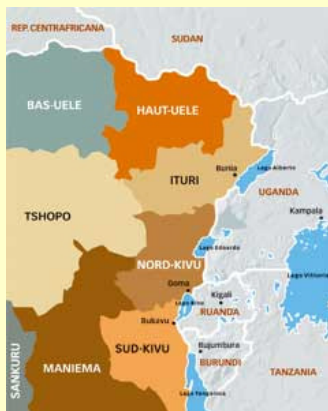 REP. CENTRAFRICANA
SUDAN
BAS-UELE
HAUT-UELE
Bunia
Lago Alberto
ITURI
UGANDA
TSHOPO
Kampala
Lago Edoardo
NORD-KIVU
Lago Vittoria
Goma
Kigali
Lago Kivu
RUANDA
Bukavu
SUD-KIVU
Bujumbura
SANKURU
MANIEMA
BURUNDI
TANZANIA
Lago Tanganica